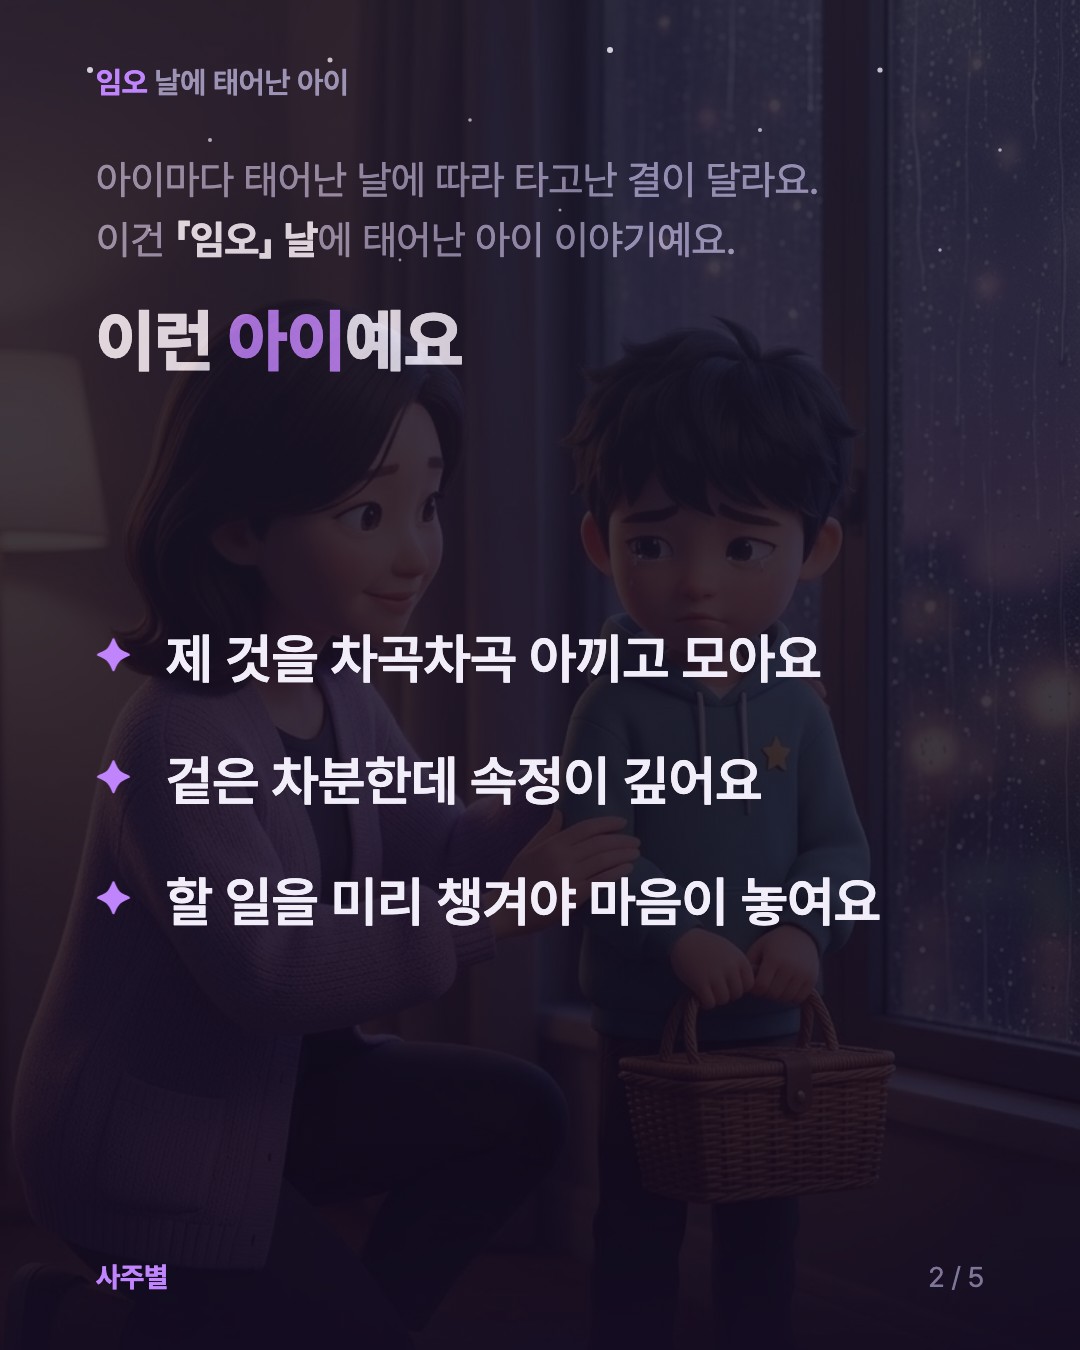 임오 날에 태어난 아이
아이마다 태어난 날에 따라 타고난 결이 달라요.
이건 「임오」 날에 태어난 아이 이야기예요.
이런 아이예요
제 것을 차곡차곡 아끼고 모아요
겉은 차분한데 속정이 깊어요
할 일을 미리 챙겨야 마음이 놓여요
사주별
2 / 5